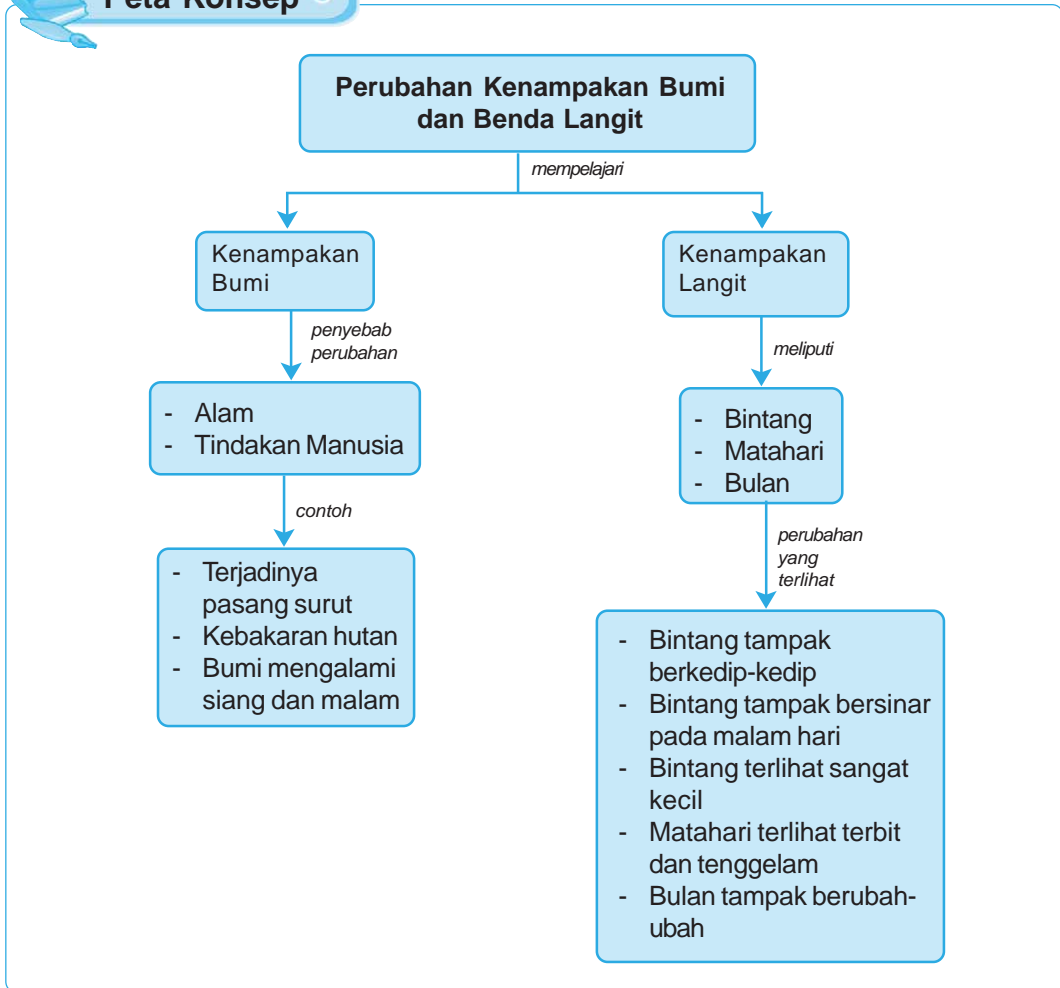 Peta Konsep
Perubahan Kenampakan Bumi
dan Benda Langit
mempelajari
Kenampakan
Bumi
penyebab
perubahan
- Alam
- Tindakan Manusia
contoh
- Terjadinya
pasang surut
- Kebakaran hutan
- Bumi mengalami
siang dan malam
Kenampakan
Langit
meliputi
- Bintang
- Matahari
- Bulan
perubahan
yang
terlihat
- Bintang tampak
berkedip-kedip
- Bintang tampak bersinar
pada malam hari
- Bintang terlihat sangat
kecil
- Matahari terlihat terbit
dan tenggelam
- Bulan tampak berubah-
ubah